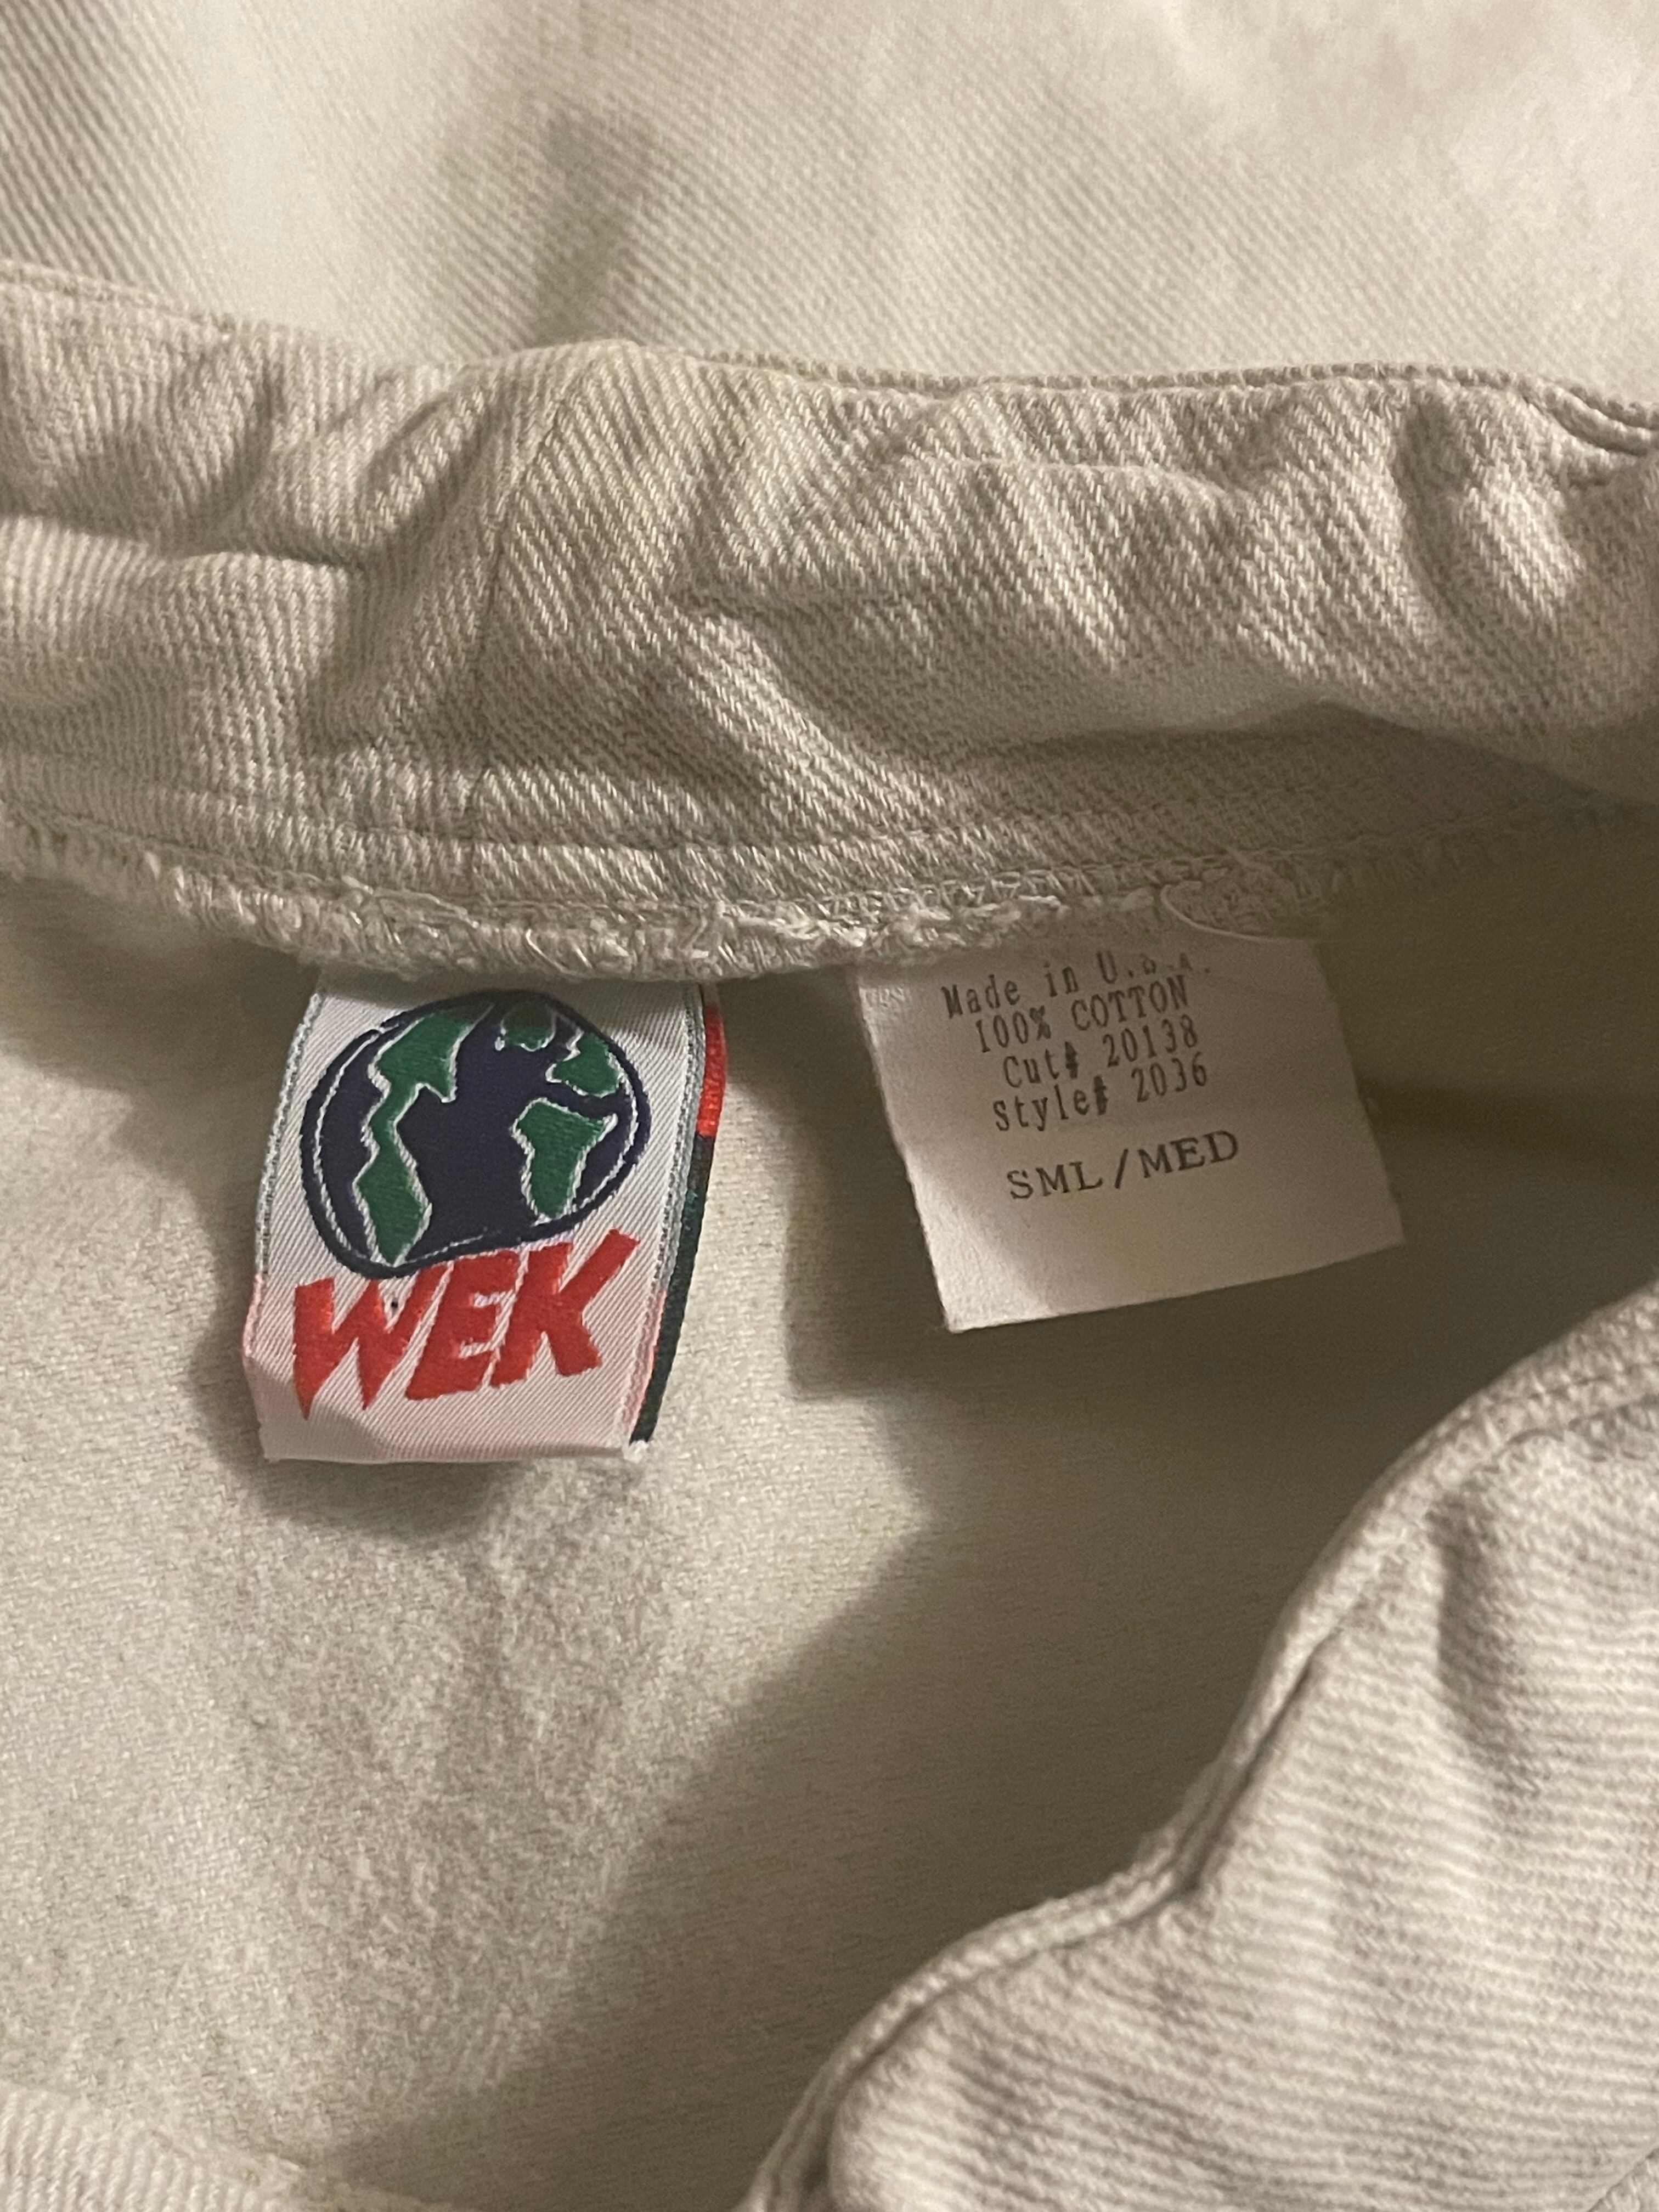 WEK
Made in U.S.A.
100% COTTON
Cut# 20138
style# 2036
SML/MED